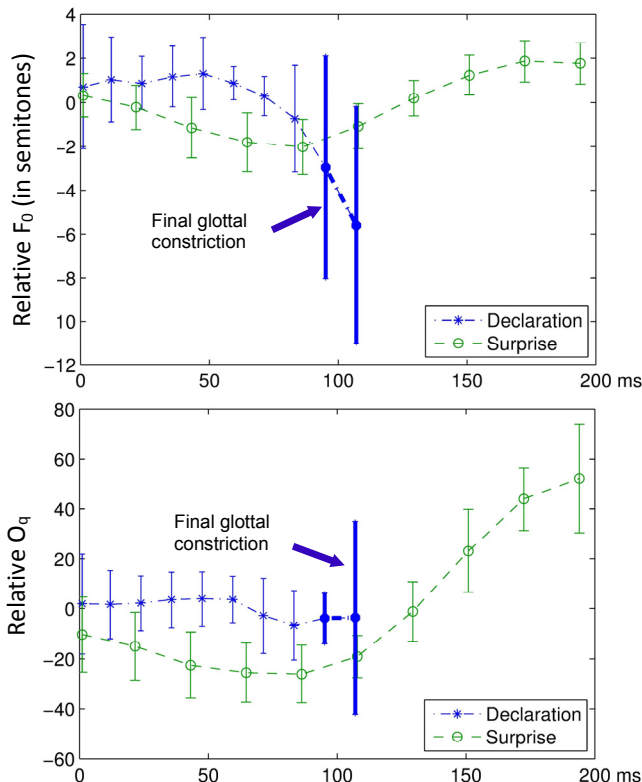 4
2
0
−2
−4
−6
−8
10
−12
Relative F0 (in semitones)
Final glottal
constriction
Declaration
Surprise
0
50
100
150
200 ms
80
60
40
20
0
−20
−40
−60
Relative Oq
Final glottal
constriction
Declaration
Surprise
0
50
100
150
200 ms